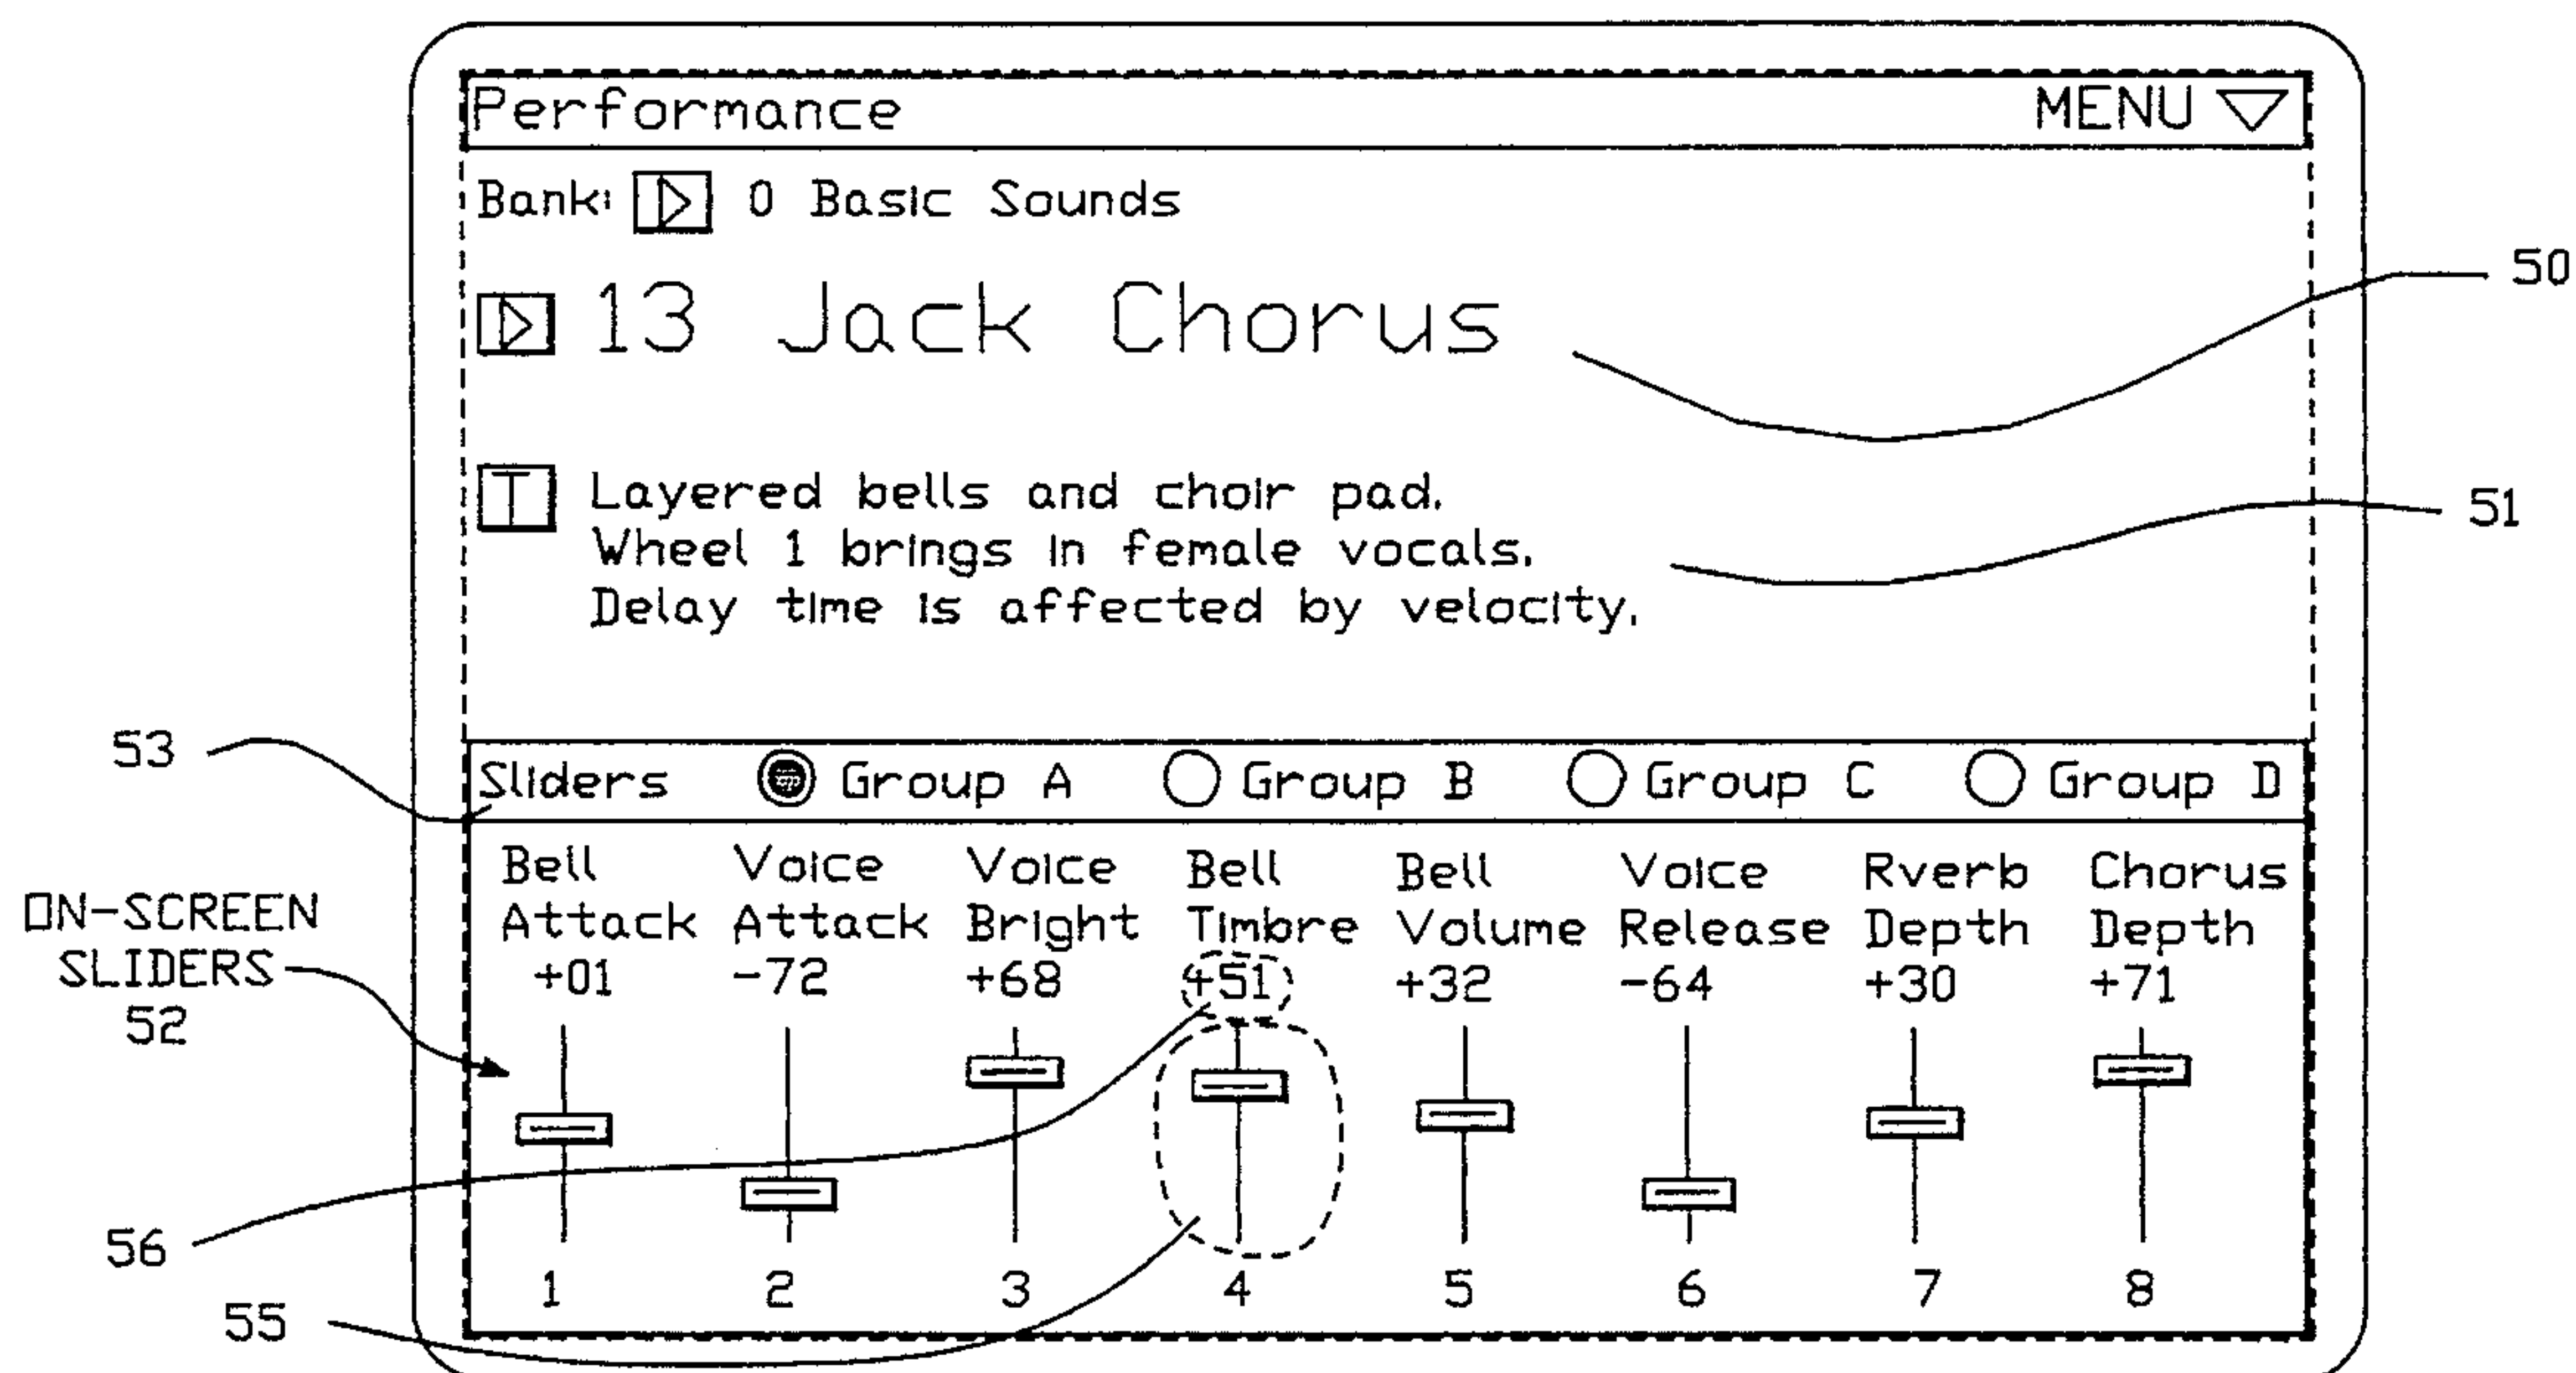 Performance MENU
Bank: 0 Basic Sounds
13 Jack Chorus
50
T Layered bells and choir pad.
51
Wheel 1 brings in female vocals.
Delay time is affected by velocity.
53
Sliders Group A Group B Group C Group D
Bell Voice Voice Bell Bell Voice Rverb Chorus
Attack Attack Bright Timbre Volume Release Depth Depth
+01 -72 +68 +51 +32 -64 +30 +71
ON-SCREEN
SLIDERS
52
56
55
1 2 3 4 5 6 7 8